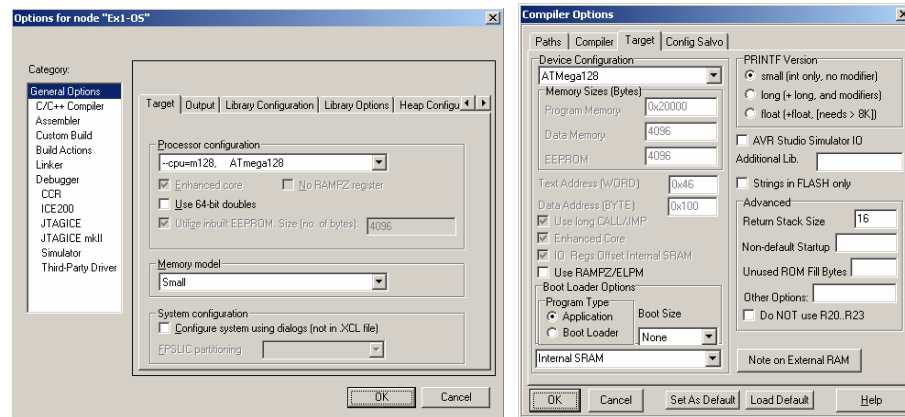 Options for node "Ex1-OS"
Category:
General Options
C/C++ Compiler
Assembler
Custom Build
Build Actions
Linker
Debugger
CCR
ICE200
JTAGICE
JTAGICE mkII
Simulator
Third-Party Driver
Target
Output
Library Configuration
Library Options
Heap Configu
Processor configuration
--cpu=m128, ATmega128
Enhanced core
No RAMPZ register
Use 64-bit doubles
Utilize inbuilt EEPROM. Size (no. of bytes)
4096
Memory model
Small
System configuration
Configure system using dialogs (not in .XCL file)
FPSLIC partitioning
OK
Cancel
Compiler Options
Paths
Compiler
Target
Config Salvo
Device Configuration
ATMega128
Memory Sizes (Bytes)
Program Memory
0x20000
Data Memory
4096
EEPROM
4096
Text Address (WORD)
0x46
Data Address (BYTE)
0x100
Use long CALL/JMP
Enhanced Core
IO Regs Offset Internal SRAM
Use RAMPZ/ELPM
Boot Loader Options
Program Type
Application
Boot Loader
Boot Size
None
Internal SRAM
PRINTF Version
small (int only, no modifier)
long (+ long, and modifiers)
float (+float, [needs > 8K])
AVR Studio Simulator IO
Additional Lib.
Strings in FLASH only
Advanced
Return Stack Size
16
Non-default Startup
Unused ROM Fill Bytes
Other Options:
Do NOT use R20..R23
Note on External RAM
OK
Cancel
Set As Default
Load Default
Help